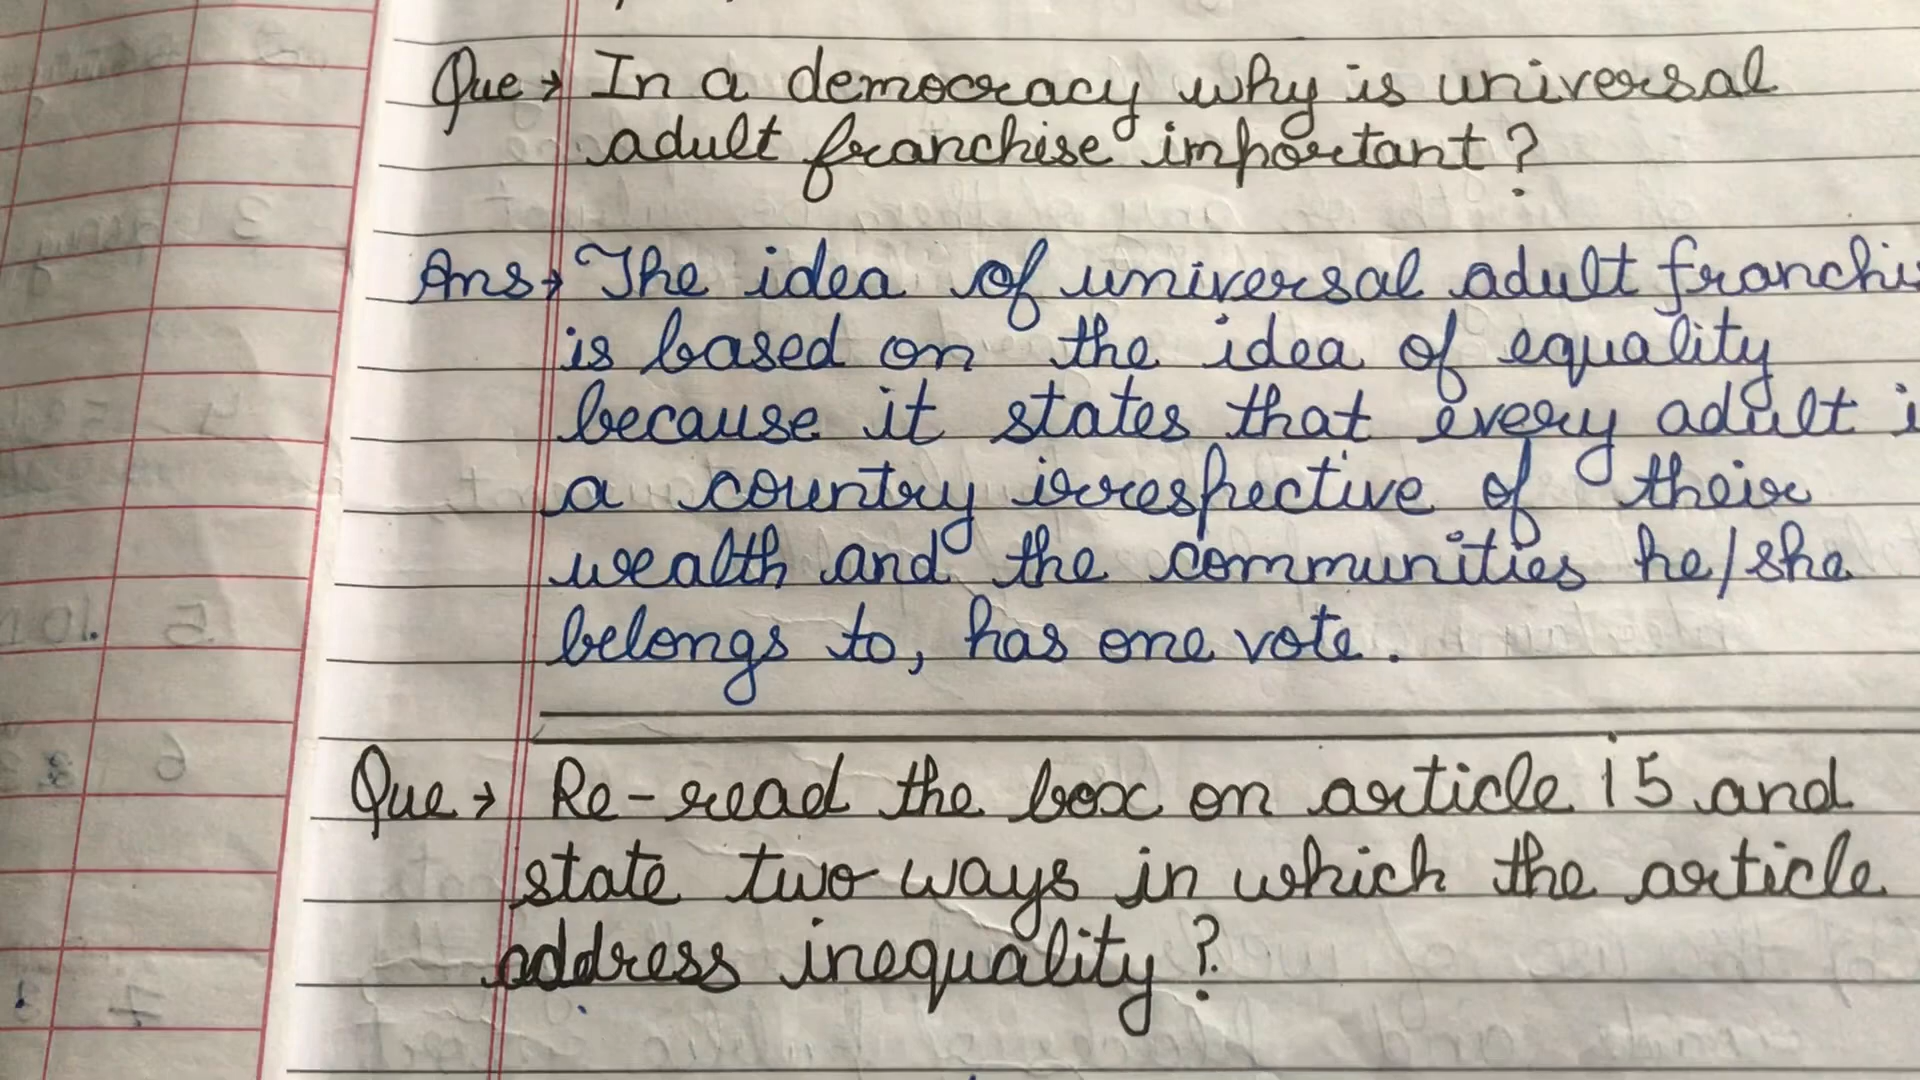 Que → In a democracy why is universal
adult franchise important?
Ans → The idea of universal adult franchi
is based on the idea of equality
because it states that every adult i
a country irrespective of their
wealth and the communities he/she
belongs to, has one vote.
Que → Re-read the box on article 15 and
state two ways in which the article
address inequality?